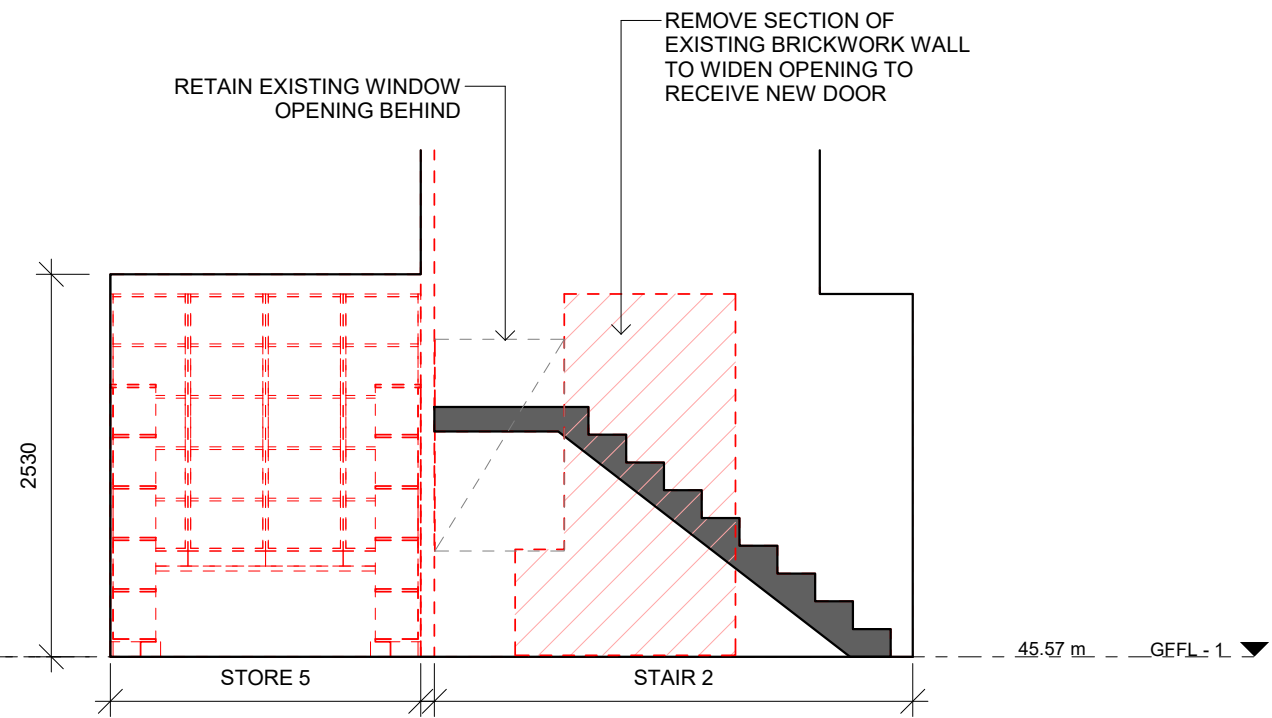 REMOVE SECTION OF
EXISTING BRICKWORK WALL
TO WIDEN OPENING TO
RECEIVE NEW DOOR
RETAIN EXISTING WINDOW
OPENING BEHIND
2530
45.57 m
GFFL - 1
STORE 5
STAIR 2